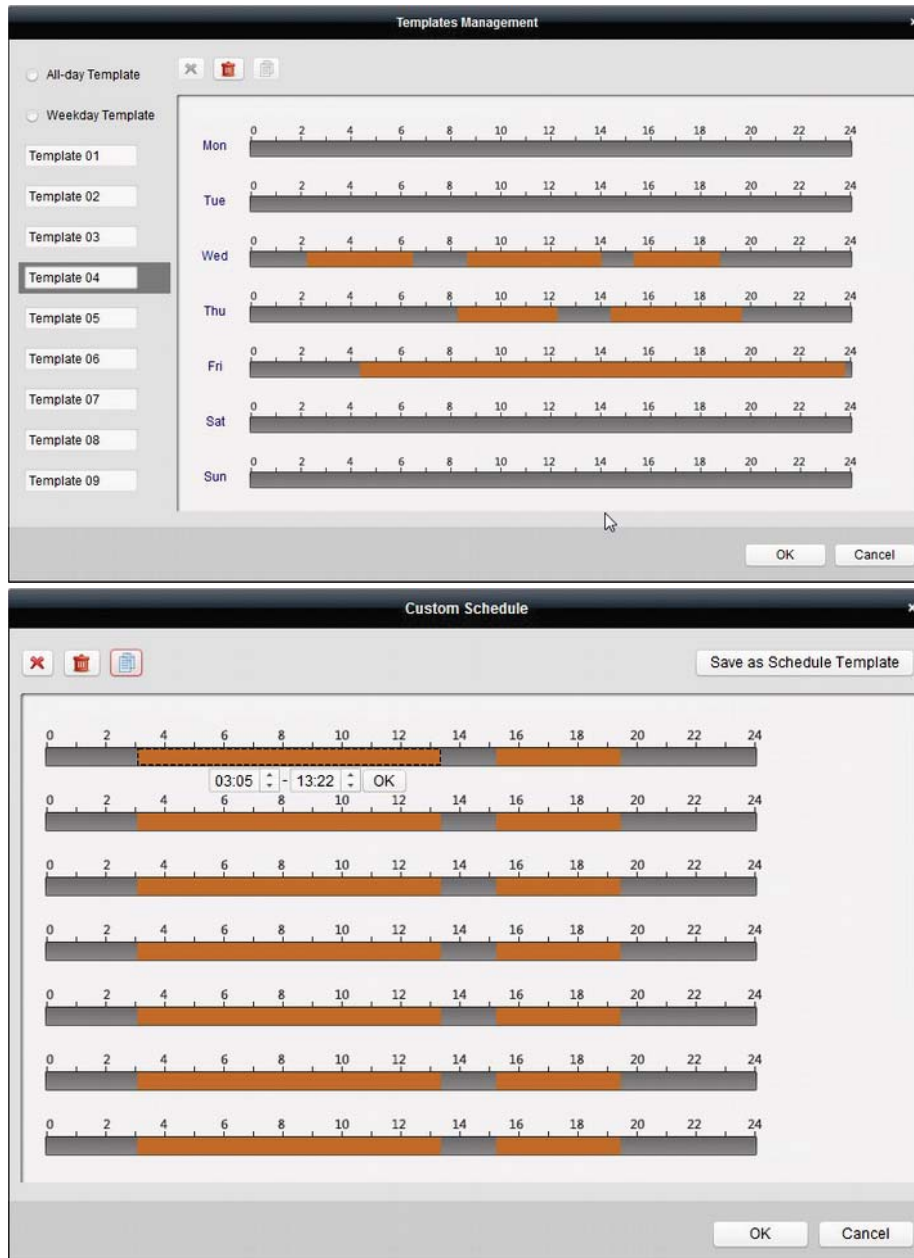 Templates Management
All-day Template
Weekday Template
Template 01
Template 02
Template 03
Template 04
Template 05
Template 06
Template 07
Template 08
Template 09
0 2 4 6 8 10 12 14 16 18 20 22 24
Mon
0 2 4 6 8 10 12 14 16 18 20 22 24
Tue
0 2 4 6 8 10 12 14 16 18 20 22 24
Wed
0 2 4 6 8 10 12 14 16 18 20 22 24
Thu
0 2 4 6 8 10 12 14 16 18 20 22 24
Fri
0 2 4 6 8 10 12 14 16 18 20 22 24
Sat
0 2 4 6 8 10 12 14 16 18 20 22 24
Sun
OK Cancel
Custom Schedule
Save as Schedule Template
0 2 4 6 8 10 12 14 16 18 20 22 24
03:05 - 13:22 OK
0 2 4 6 8 10 12 14 16 18 20 22 24
0 2 4 6 8 10 12 14 16 18 20 22 24
0 2 4 6 8 10 12 14 16 18 20 22 24
0 2 4 6 8 10 12 14 16 18 20 22 24
0 2 4 6 8 10 12 14 16 18 20 22 24
0 2 4 6 8 10 12 14 16 18 20 22 24
OK Cancel